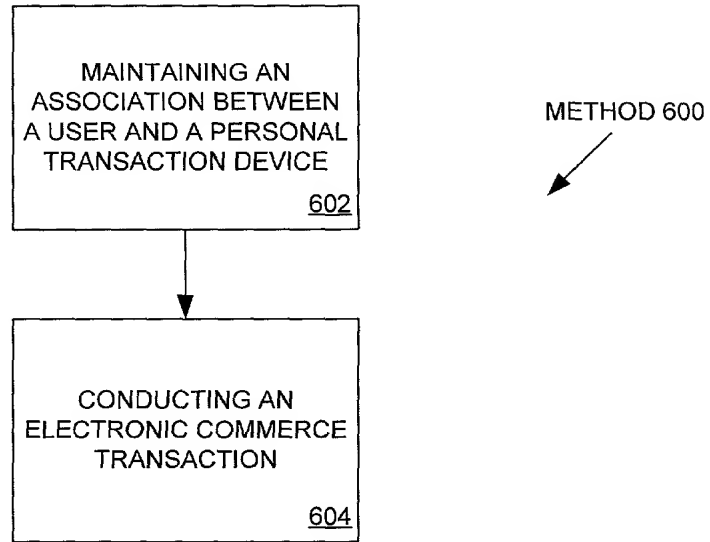 MAINTAINING AN
ASSOCIATION BETWEEN
A USER AND A PERSONAL
TRANSACTION DEVICE
602
METHOD 600
CONDUCTING AN
ELECTRONIC COMMERCE
TRANSACTION
604